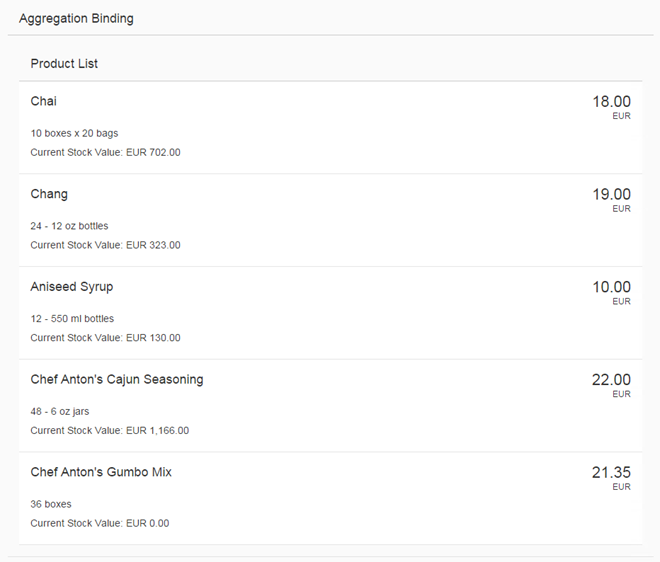 Aggregation Binding
Product List
Chai
18.00
EUR
10 boxes x 20 bags
Current Stock Value: EUR 702.00
Chang
19.00
EUR
24 - 12 oz bottles
Current Stock Value: EUR 323.00
Aniseed Syrup
10.00
EUR
12 - 550 ml bottles
Current Stock Value: EUR 130.00
Chef Anton's Cajun Seasoning
22.00
EUR
48 - 6 oz jars
Current Stock Value: EUR 1,166.00
Chef Anton's Gumbo Mix
21.35
EUR
36 boxes
Current Stock Value: EUR 0.00